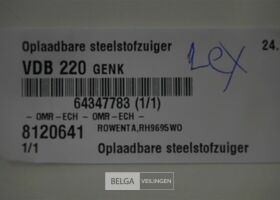 Oplaadbare steelstofzuiger 24.
VDB 220 GENK
Lex
64347783 (1/1)
- OMR-ECH - - OMR-ECH -
8120641 ROWENTA,RH9695WO
1/1 Oplaadbare steelstofzuiger
BELGA VEILINGEN